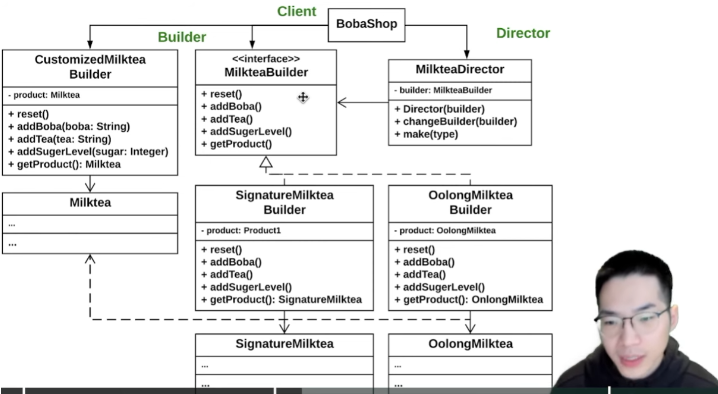 Client
BobaShop
Builder
Director
CustomizedMilktea
Builder
- product: Milktea
+ reset()
+ addBoba(boba: String)
+ addTea(tea: String)
+ addSugerLevel(sugar: Integer)
+ getProduct(): Milktea
<<interface>>
MilkteaBuilder
+ reset()
+ addBoba()
+ addTea()
+ addSugerLevel()
+ getProduct()
MilkteaDirector
- builder: MilkteaBuilder
+ Director(builder)
+ changeBuilder(builder)
+ make(type)
Milktea
...
...
SignatureMilktea
Builder
- product: Product1
+ reset()
+ addBoba()
+ addTea()
+ addSugerLevel()
+ getProduct(): SignatureMilktea
OolongMilktea
Builder
- product: OolongMilktea
+ reset()
+ addBoba()
+ addTea()
+ addSugerLevel()
+ getProduct(): OnlongMilktea
SignatureMilktea
...
...
OolongMilktea
...
...